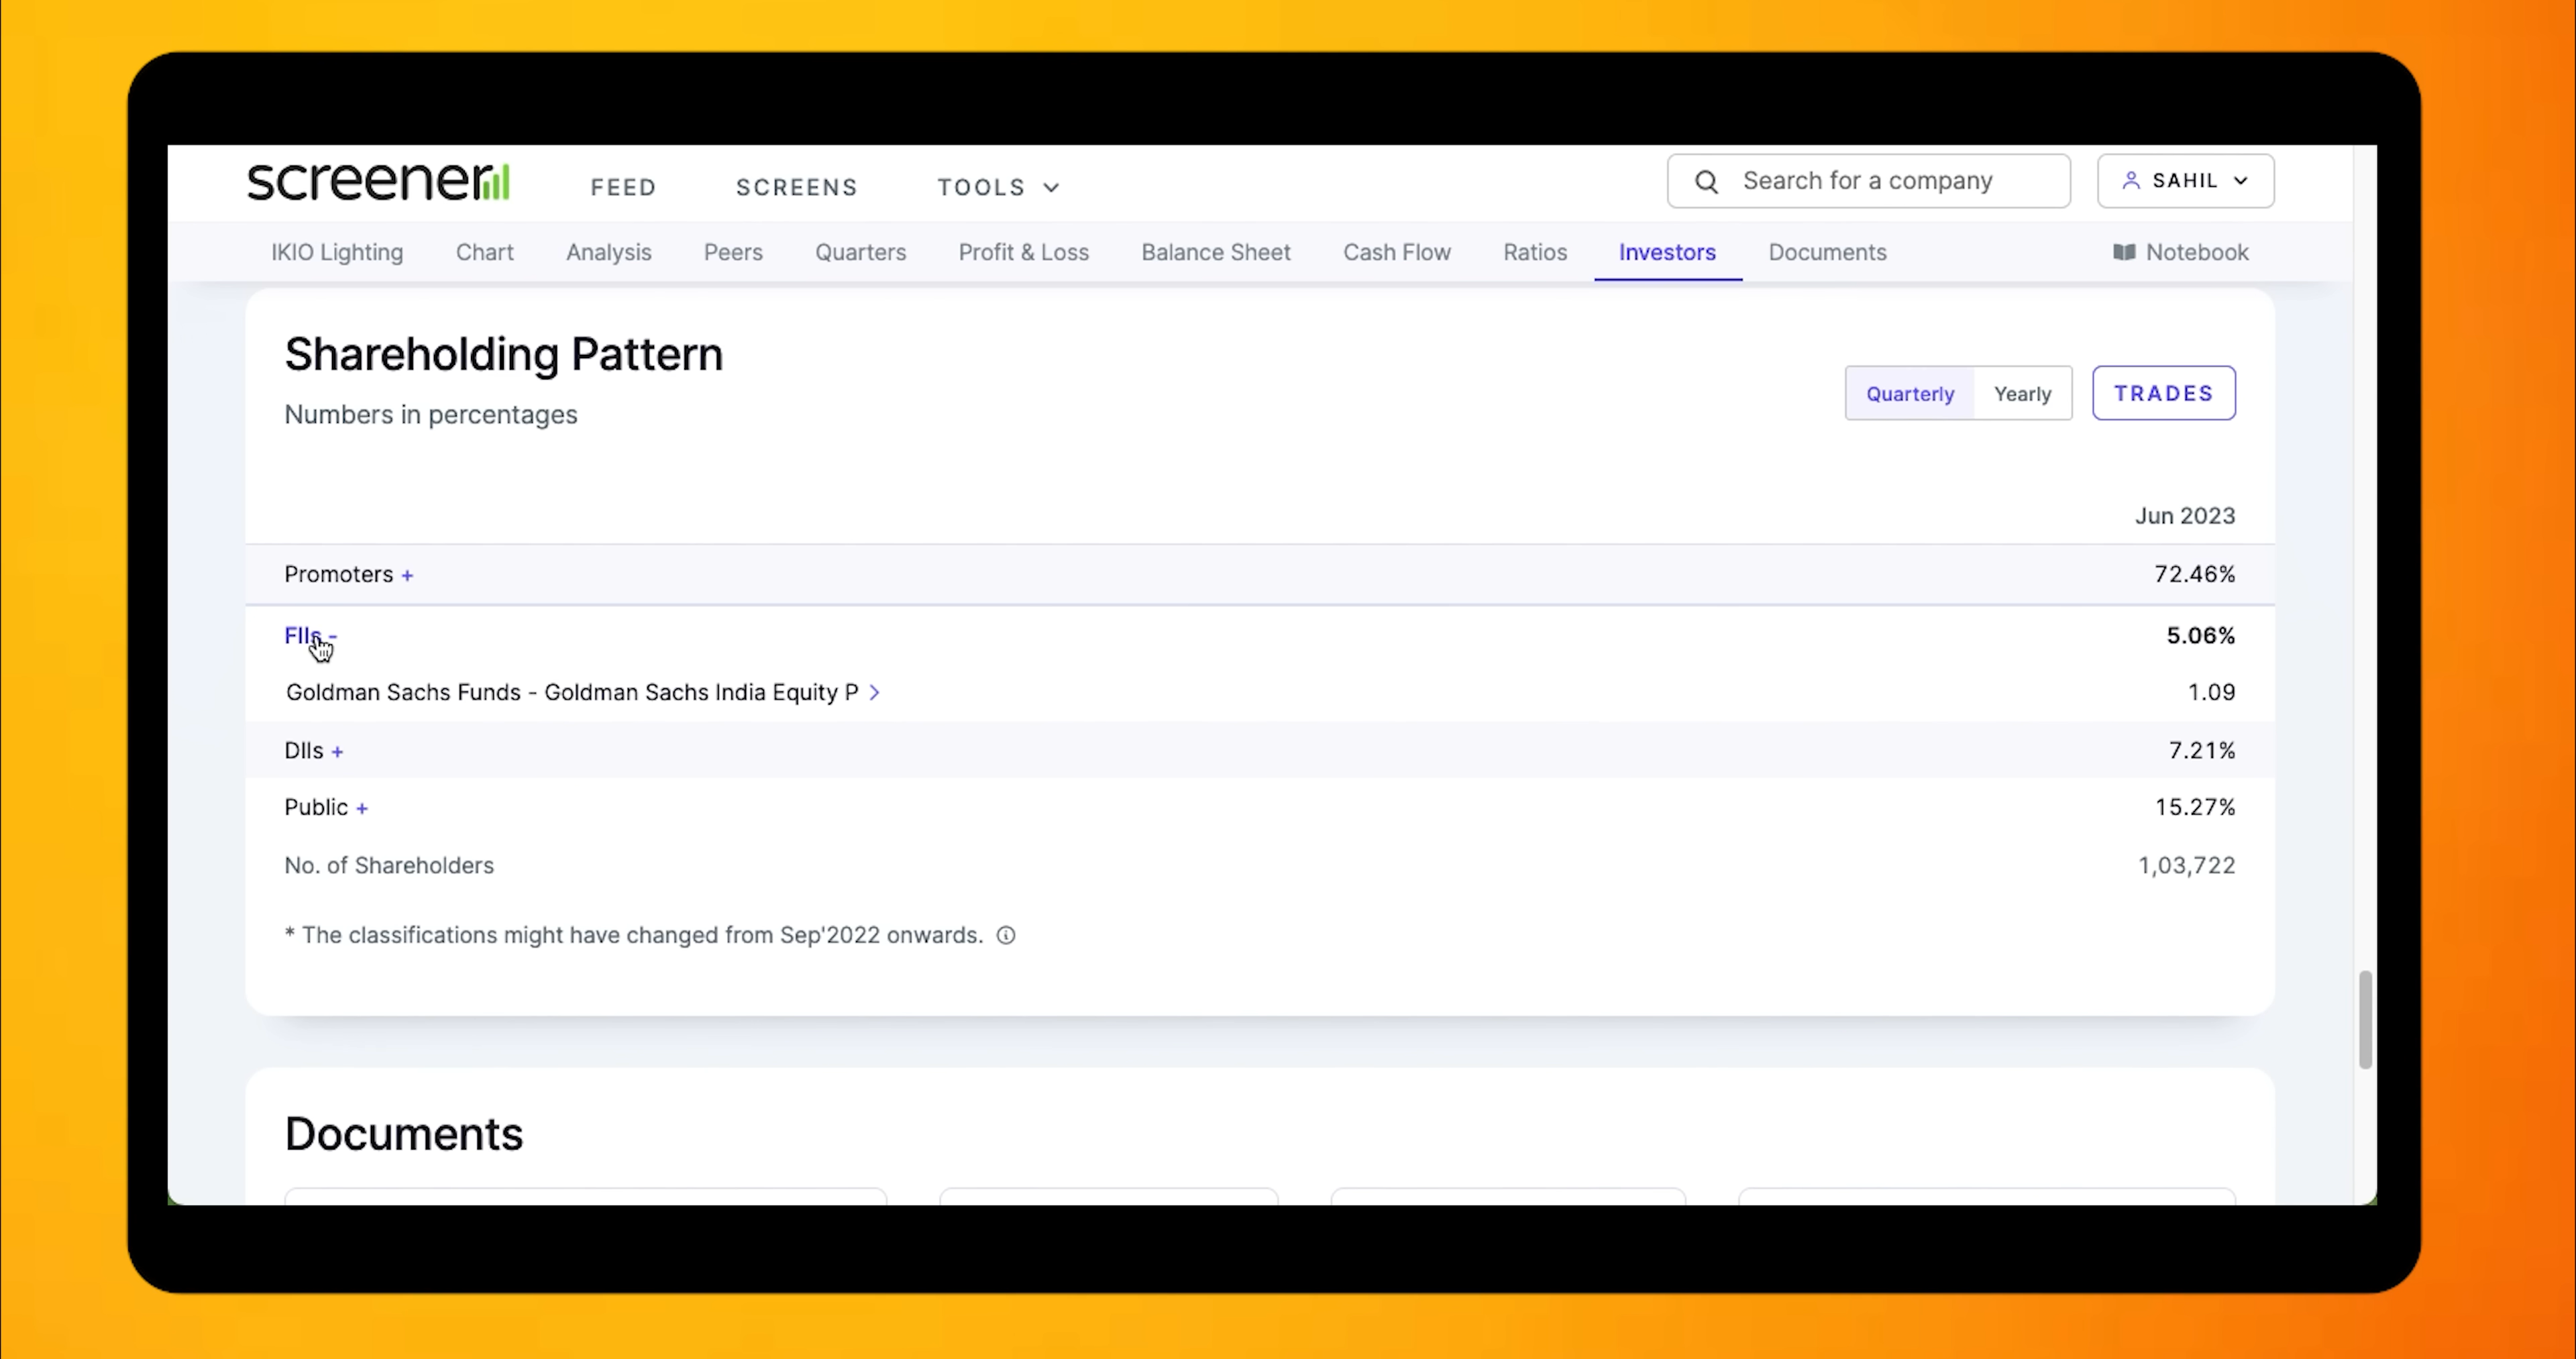 screener FEED SCREENS TOOLS Search for a company SAHIL
IKIO Lighting Chart Analysis Peers Quarters Profit & Loss Balance Sheet Cash Flow Ratios Investors Documents Notebook
Shareholding Pattern
Numbers in percentages
Quarterly Yearly TRADES
Jun 2023
Promoters + 72.46%
FIIs - 5.06%
Goldman Sachs Funds - Goldman Sachs India Equity P 1.09
DIIs + 7.21%
Public + 15.27%
No. of Shareholders 1,03,722
* The classifications might have changed from Sep'2022 onwards.
Documents